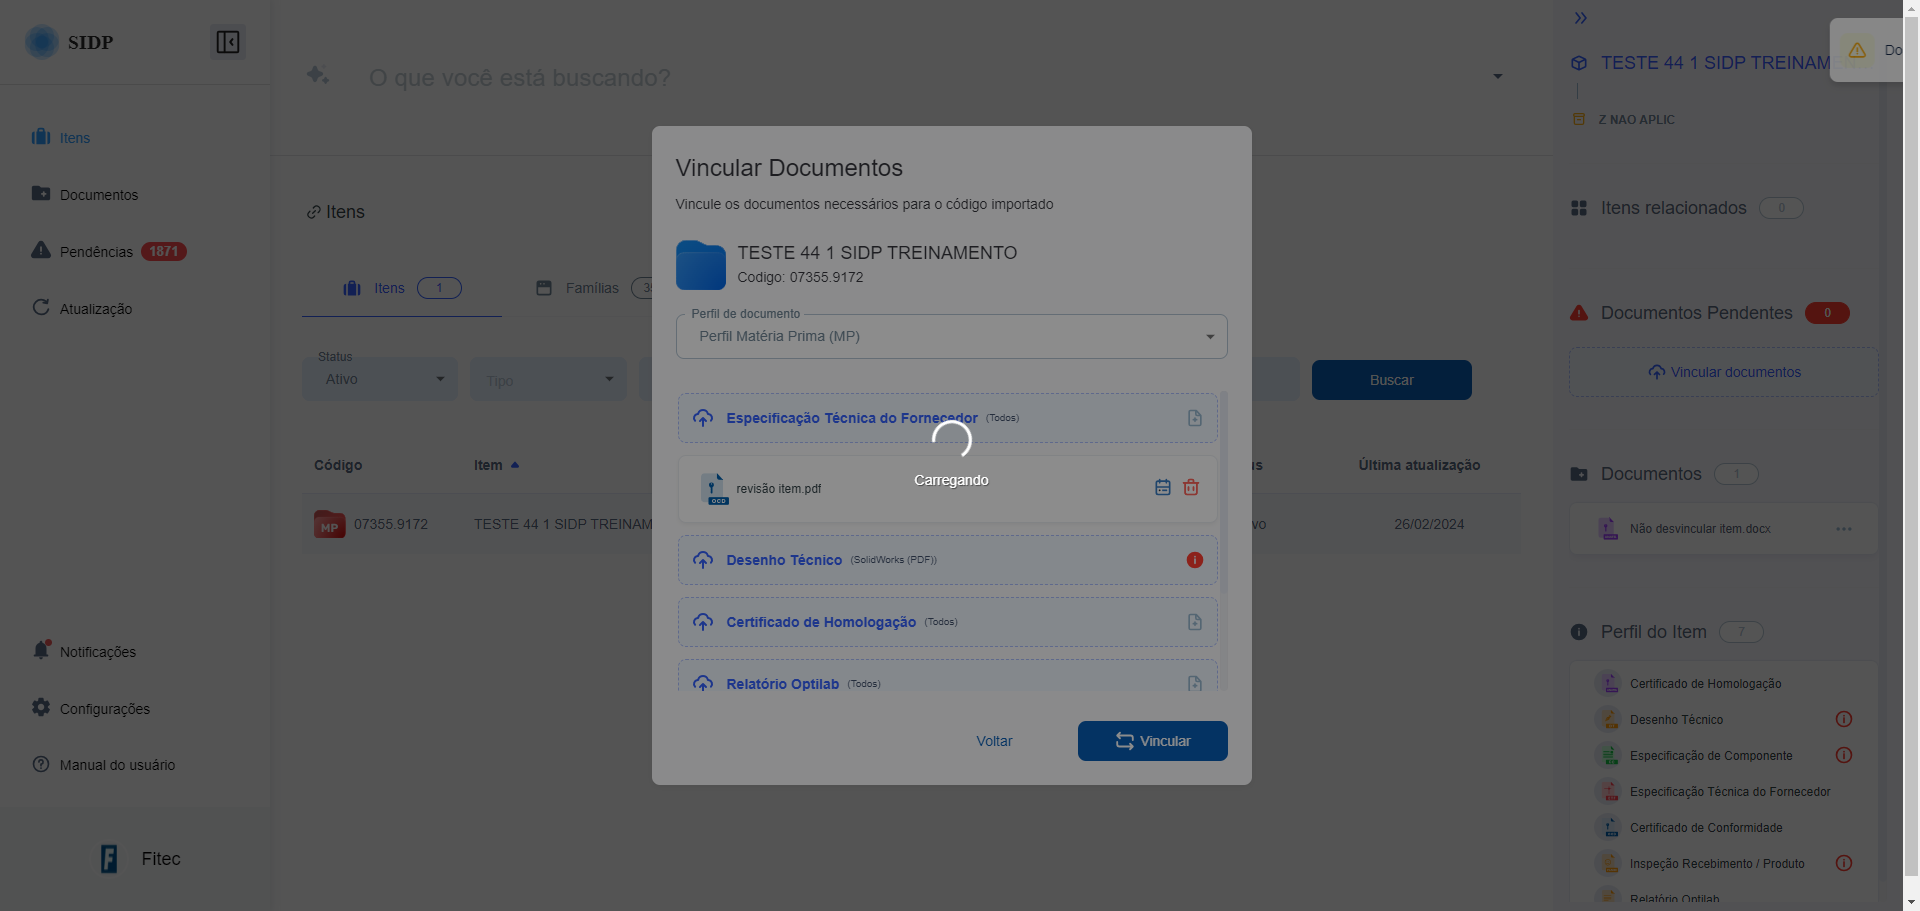 SIDP
Itens
Documentos
Pendências 1871
Atualização
Notificações
Configurações
Manual do usuário
Fitec
O que você está buscando?
Itens
Itens 1
Famílias
Status
Ativo
Tipo
Buscar
Código
Item
Última atualização
MP
07355.9172
TESTE 44 1 SIDP TREINAM
26/02/2024
Vincular Documentos
Vincule os documentos necessários para o código importado
TESTE 44 1 SIDP TREINAMENTO
Codigo: 07355.9172
Perfil de documento
Perfil Matéria Prima (MP)
Especificação Técnica do Fornecedor (Todos)
Carregando
revisão item.pdf
Desenho Técnico (SolidWorks (PDF))
Certificado de Homologação (Todos)
Relatório Optilab (Todos)
Voltar
Vincular
Do
TESTE 44 1 SIDP TREINAMEN
Z NAO APLIC
Itens relacionados 0
Documentos Pendentes 0
Vincular documentos
Documentos 1
Não desvincular item.docx
Perfil do Item 7
Certificado de Homologação
Desenho Técnico
Especificação de Componente
Especificação Técnica do Fornecedor
Certificado de Conformidade
Inspeção Recebimento / Produto
Relatório Optilab